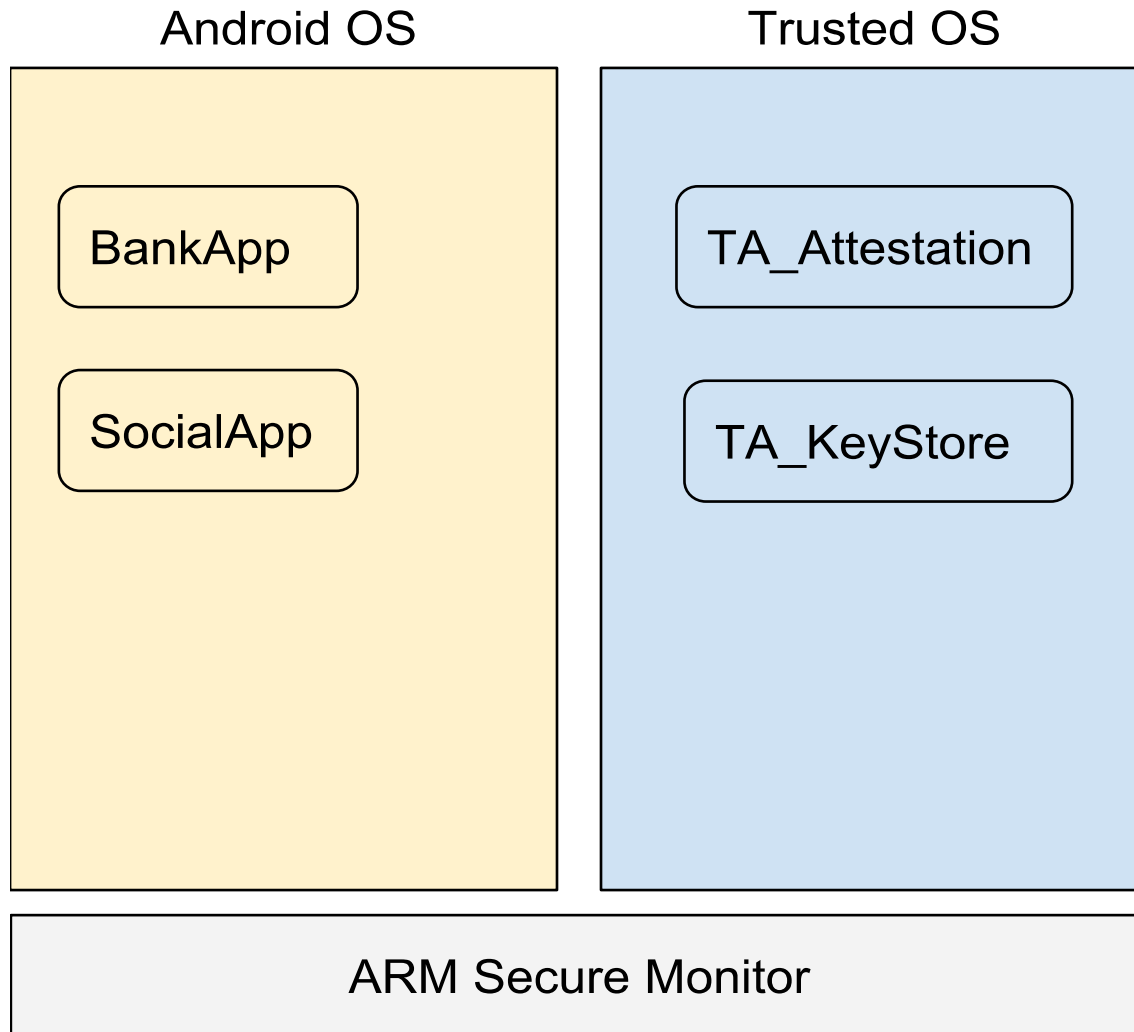 Android OS
Trusted OS
BankApp
TA_Attestation
SocialApp
TA_KeyStore
ARM Secure Monitor